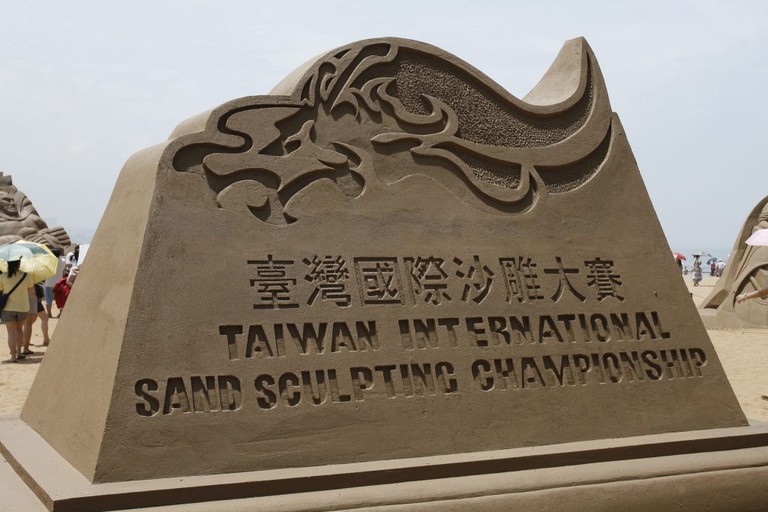 臺灣國際沙雕大賽
TAIWAN INTERNATIONAL
SAND SCULPTING CHAMPIONSHIP